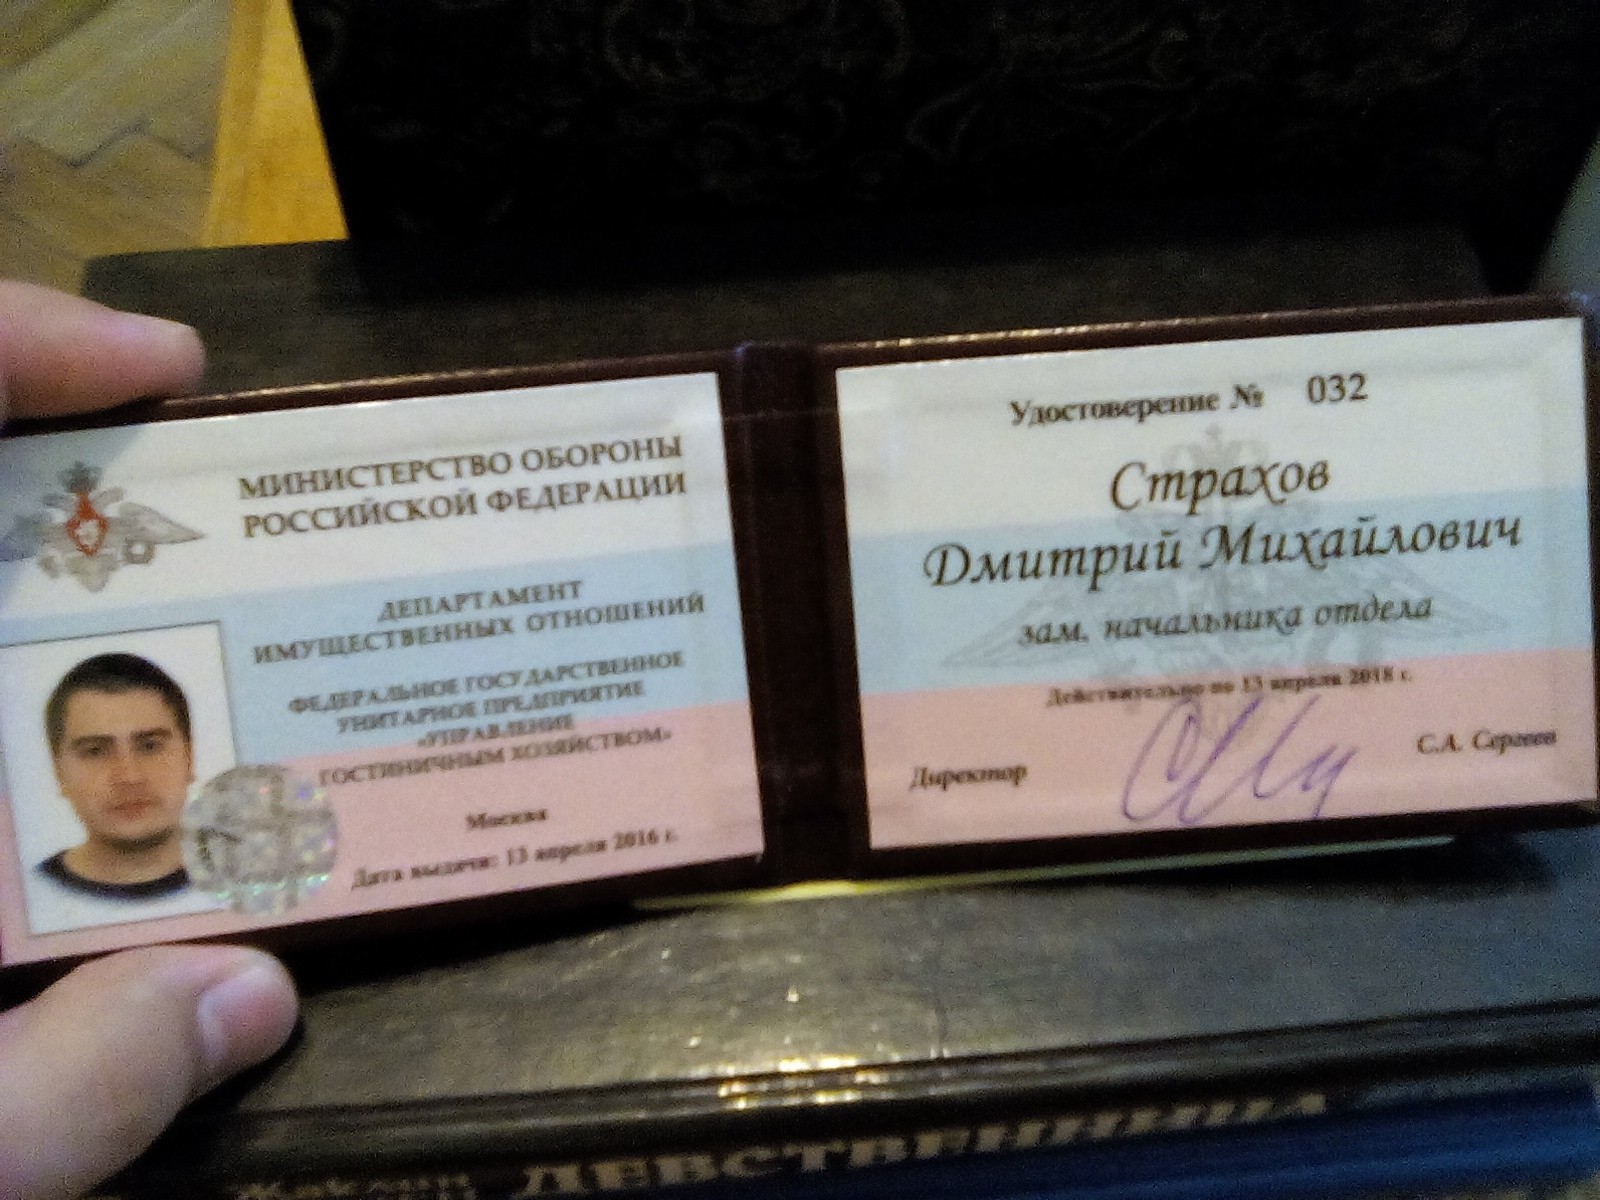 МИНИСТЕРСТВО ОБОРОНЫ
РОССИЙСКОЙ ФЕДЕРАЦИИ
ДЕПАРТАМЕНТ
ИМУЩЕСТВЕННЫХ ОТНОШЕНИЙ
ФЕДЕРАЛЬНОЕ ГОСУДАРСТВЕННОЕ
УНИТАРНОЕ ПРЕДПРИЯТИЕ
«УПРАВЛЕНИЕ
ГОСТИНИЧНЫМ ХОЗЯЙСТВОМ»
Москва
Дата выдачи: 13 апреля 2016 г.
Удостоверение № 032
Страхов
Дмитрий Михайлович
зам. начальника отдела
Действительно по 13 апреля 2018 г.
Директор
С.А. Сергеев
ДЕВСТВЕННИЦА